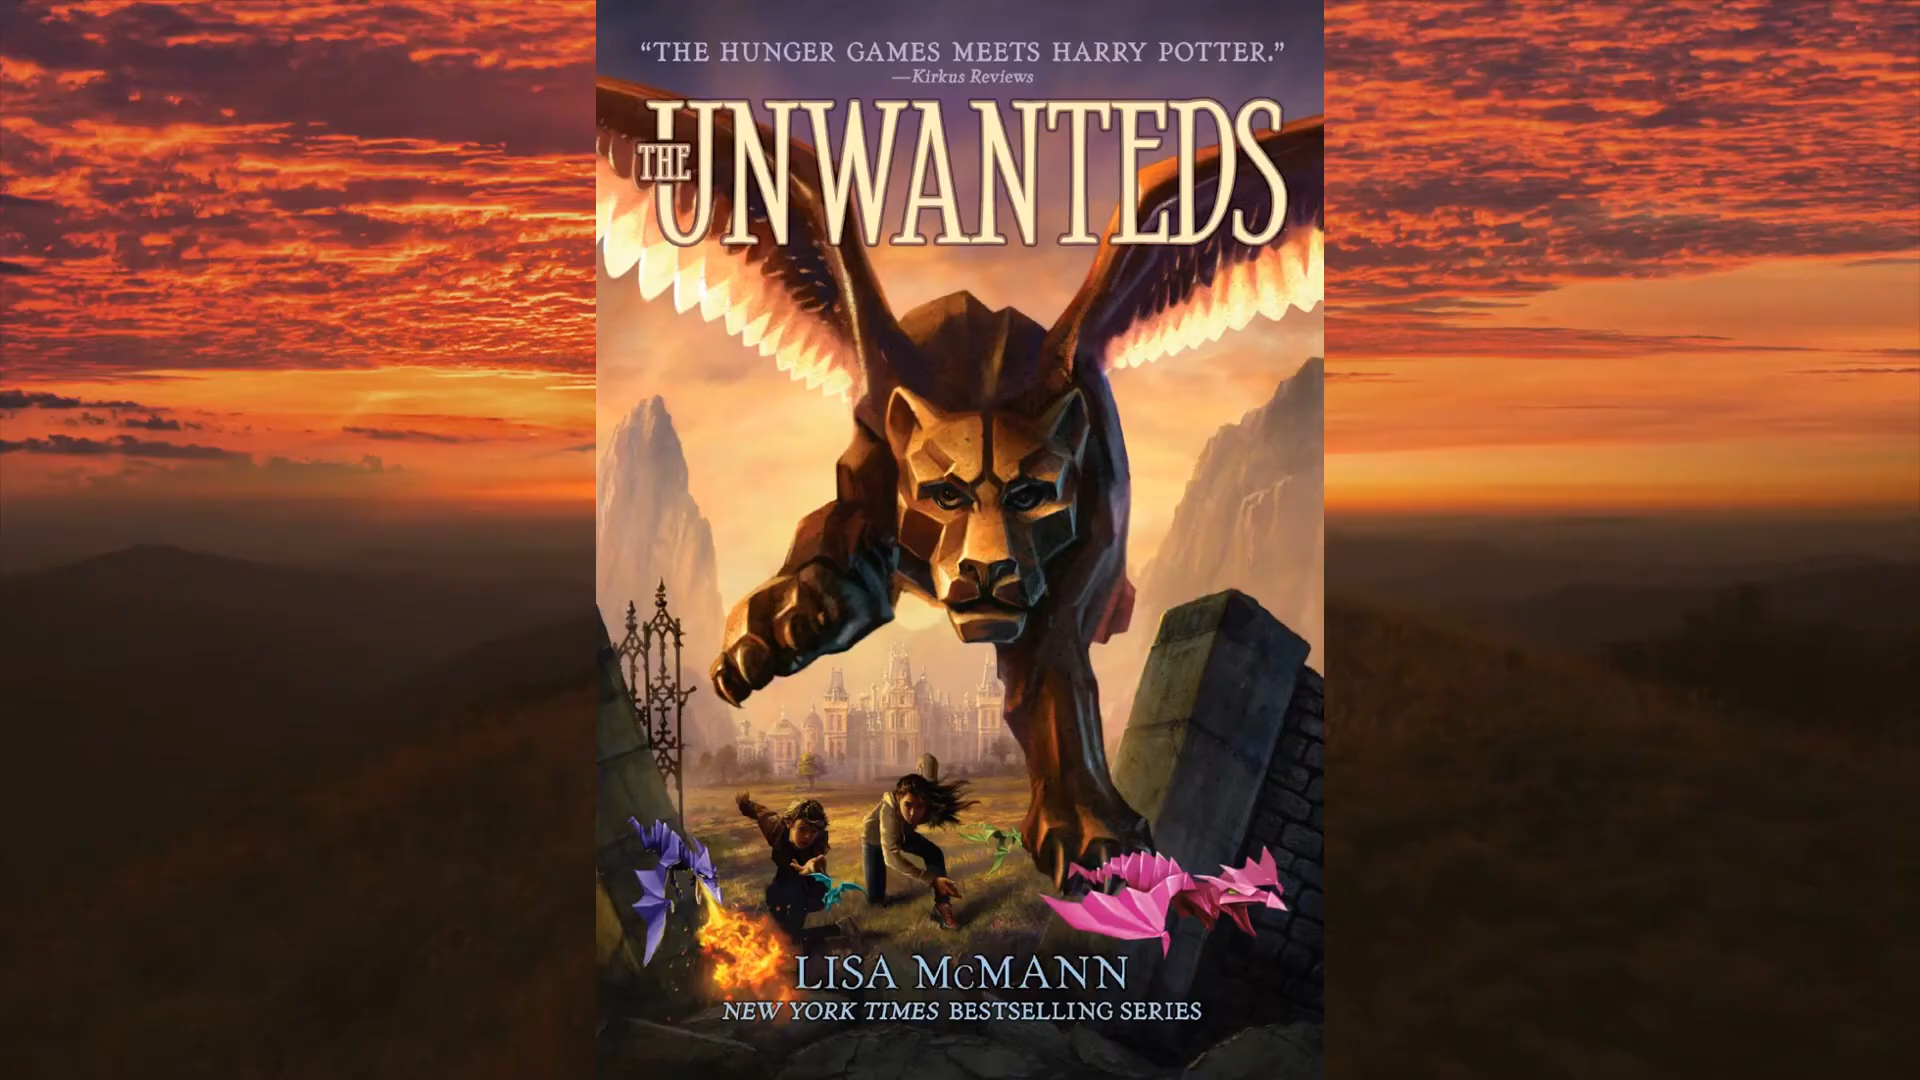 “THE HUNGER GAMES MEETS HARRY POTTER.”
—Kirkus Reviews
THE UNWANTEDS
LISA McMANN
NEW YORK TIMES BESTSELLING SERIES